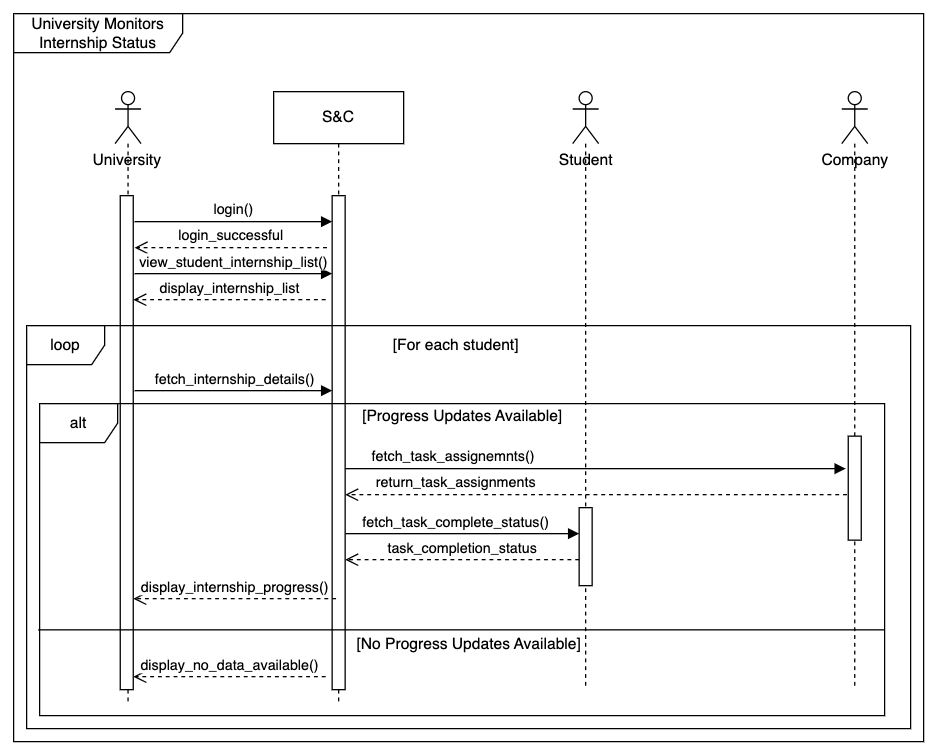 University Monitors
Internship Status
S&C
University
Student
Company
login()
login_successful
view_student_internship_list()
display_internship_list
loop
[For each student]
fetch_internship_details()
alt
[Progress Updates Available]
fetch_task_assignemnts()
return_task_assignments
fetch_task_complete_status()
task_completion_status
display_internship_progress()
[No Progress Updates Available]
display_no_data_available()